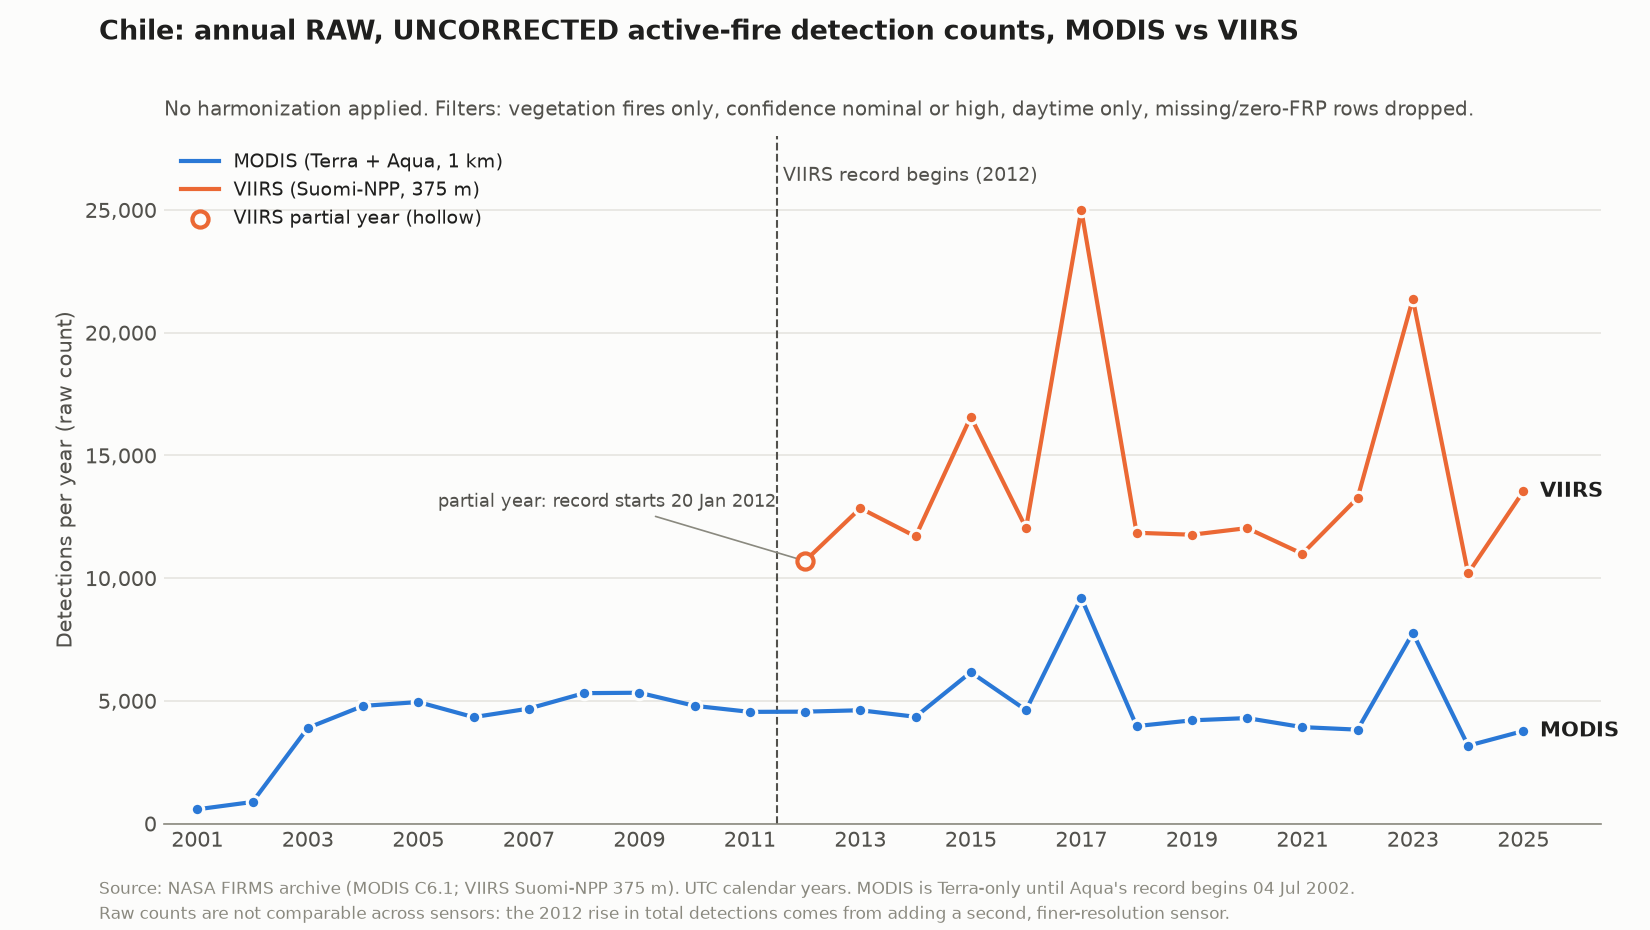 Chile: annual RAW, UNCORRECTED active-fire detection counts, MODIS vs VIIRS
No harmonization applied. Filters: vegetation fires only, confidence nominal or high, daytime only, missing/zero-FRP rows dropped.
MODIS (Terra + Aqua, 1 km)
VIIRS (Suomi-NPP, 375 m)
VIIRS partial year (hollow)
VIIRS record begins (2012)
partial year: record starts 20 Jan 2012
Detections per year (raw count)
25,000
20,000
15,000
10,000
5,000
0
VIIRS
MODIS
2001 2003 2005 2007 2009 2011 2013 2015 2017 2019 2021 2023 2025
Source: NASA FIRMS archive (MODIS C6.1; VIIRS Suomi-NPP 375 m). UTC calendar years. MODIS is Terra-only until Aqua's record begins 04 Jul 2002.
Raw counts are not comparable across sensors: the 2012 rise in total detections comes from adding a second, finer-resolution sensor.